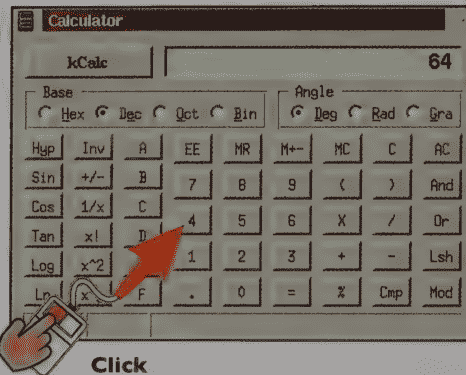 Calculator
kCalc 64
Base Angle
Hex Dec Oct Bin Deg Rad Gra
Hyp Inv A EE MR M+- MC C AC
Sin +/- B 7 8 9 ( ) And
Cos 1/x C 4 5 6 X / Or
Tan x! D 1 2 3 + - Lsh
Log x^2 . 0 = % Cmp Mod
Ln F
Click